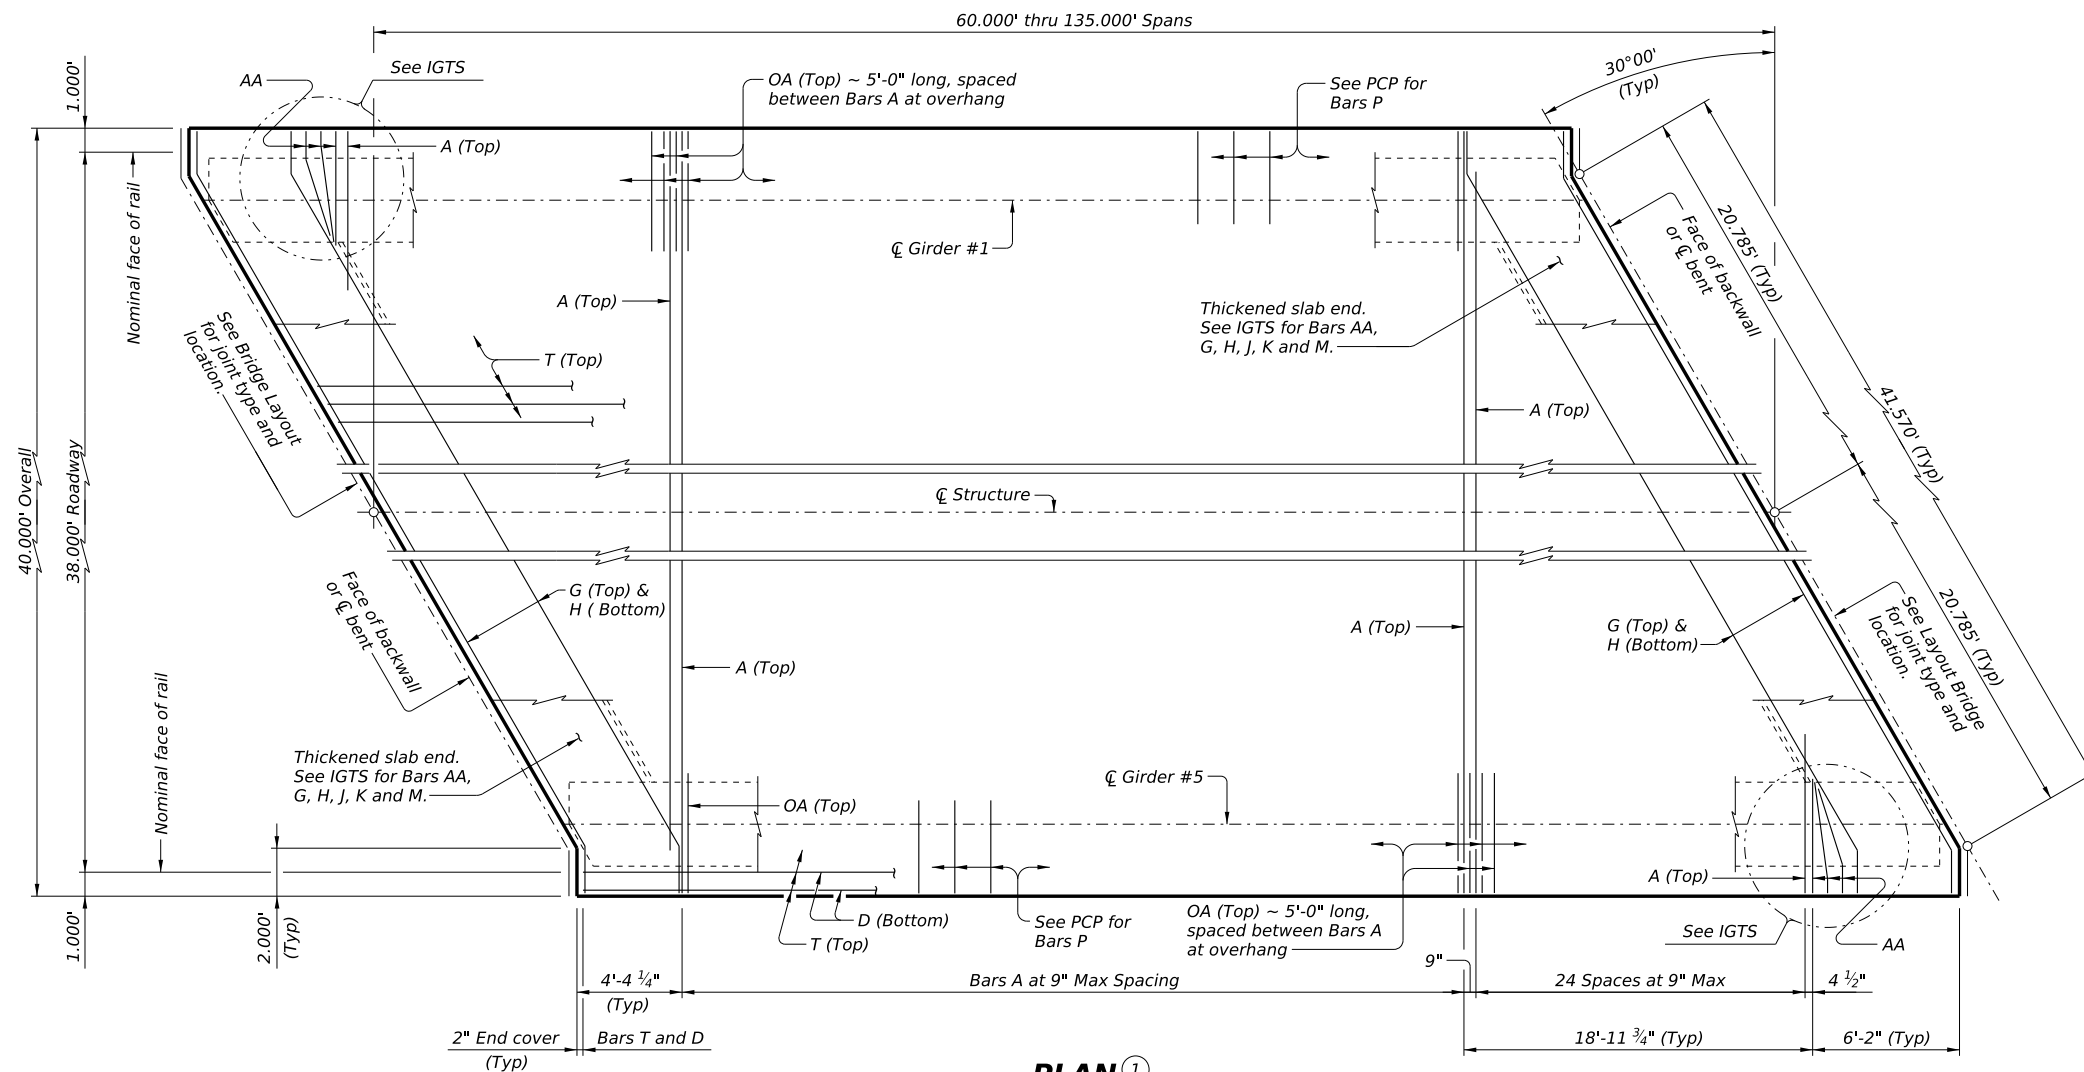 60.000' thru 135.000' Spans
1.000'
AA
See IGTS
OA (Top) ~ 5'-0" long, spaced
between Bars A at overhang
See PCP for
Bars P
30°00'
(Typ)
A (Top)
Nominal face of rail
℄ Girder #1
A (Top)
Thickened slab end.
See IGTS for Bars AA,
G, H, J, K and M.
Face of backwall
or ℄ bent
20.785' (Typ)
41.570' (Typ)
See Bridge Layout
for joint type and
location.
T (Top)
A (Top)
40.000' Overall
38.000' Roadway
℄ Structure
Face of backwall
or ℄ bent
G (Top) &
H ( Bottom)
A (Top)
A (Top)
G (Top) &
H (Bottom)
See Layout Bridge
for joint type and
location.
20.785' (Typ)
Nominal face of rail
Thickened slab end.
See IGTS for Bars AA,
G, H, J, K and M.
OA (Top)
℄ Girder #5
1.000'
2.000'
(Typ)
D (Bottom)
T (Top)
See PCP for
Bars P
OA (Top) ~ 5'-0" long,
spaced between Bars A
at overhang
A (Top)
See IGTS
AA
9"
4'-4 ¼"
(Typ)
Bars A at 9" Max Spacing
24 Spaces at 9" Max
4 ½"
2" End cover
(Typ)
Bars T and D
18'-11 ¾" (Typ)
6'-2" (Typ)
PLAN 1